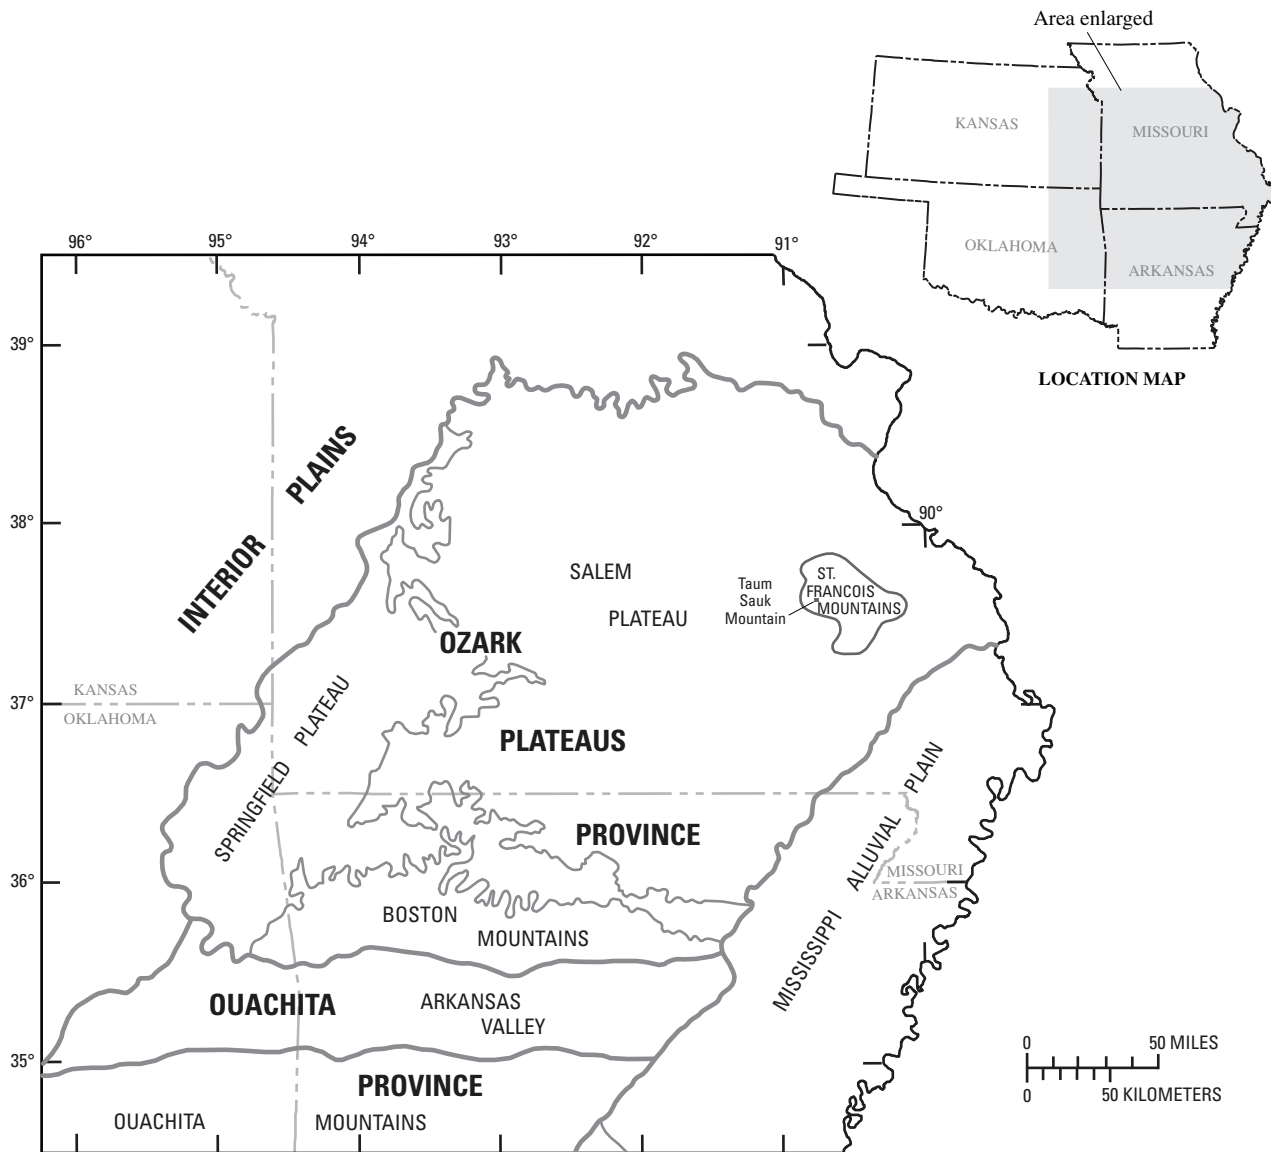 Area enlarged
KANSAS
MISSOURI
OKLAHOMA
ARKANSAS
LOCATION MAP
96°
95°
94°
93°
92°
91°
39°
38°
37°
36°
35°
90°
INTERIOR PLAINS
SALEM
PLATEAU
Taum
Sauk
Mountain
ST.
FRANCOIS
MOUNTAINS
OZARK
PLATEAUS
PROVINCE
KANSAS
OKLAHOMA
SPRINGFIELD PLATEAU
MISSISSIPPI ALLUVIAL PLAIN
MISSOURI
ARKANSAS
BOSTON
MOUNTAINS
OUACHITA
PROVINCE
ARKANSAS
VALLEY
OUACHITA MOUNTAINS
0 50 MILES
0 50 KILOMETERS